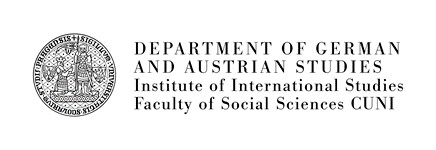 DEPARTMENT OF GERMAN
AND AUSTRIAN STUDIES
Institute of International Studies
Faculty of Social Sciences CUNI